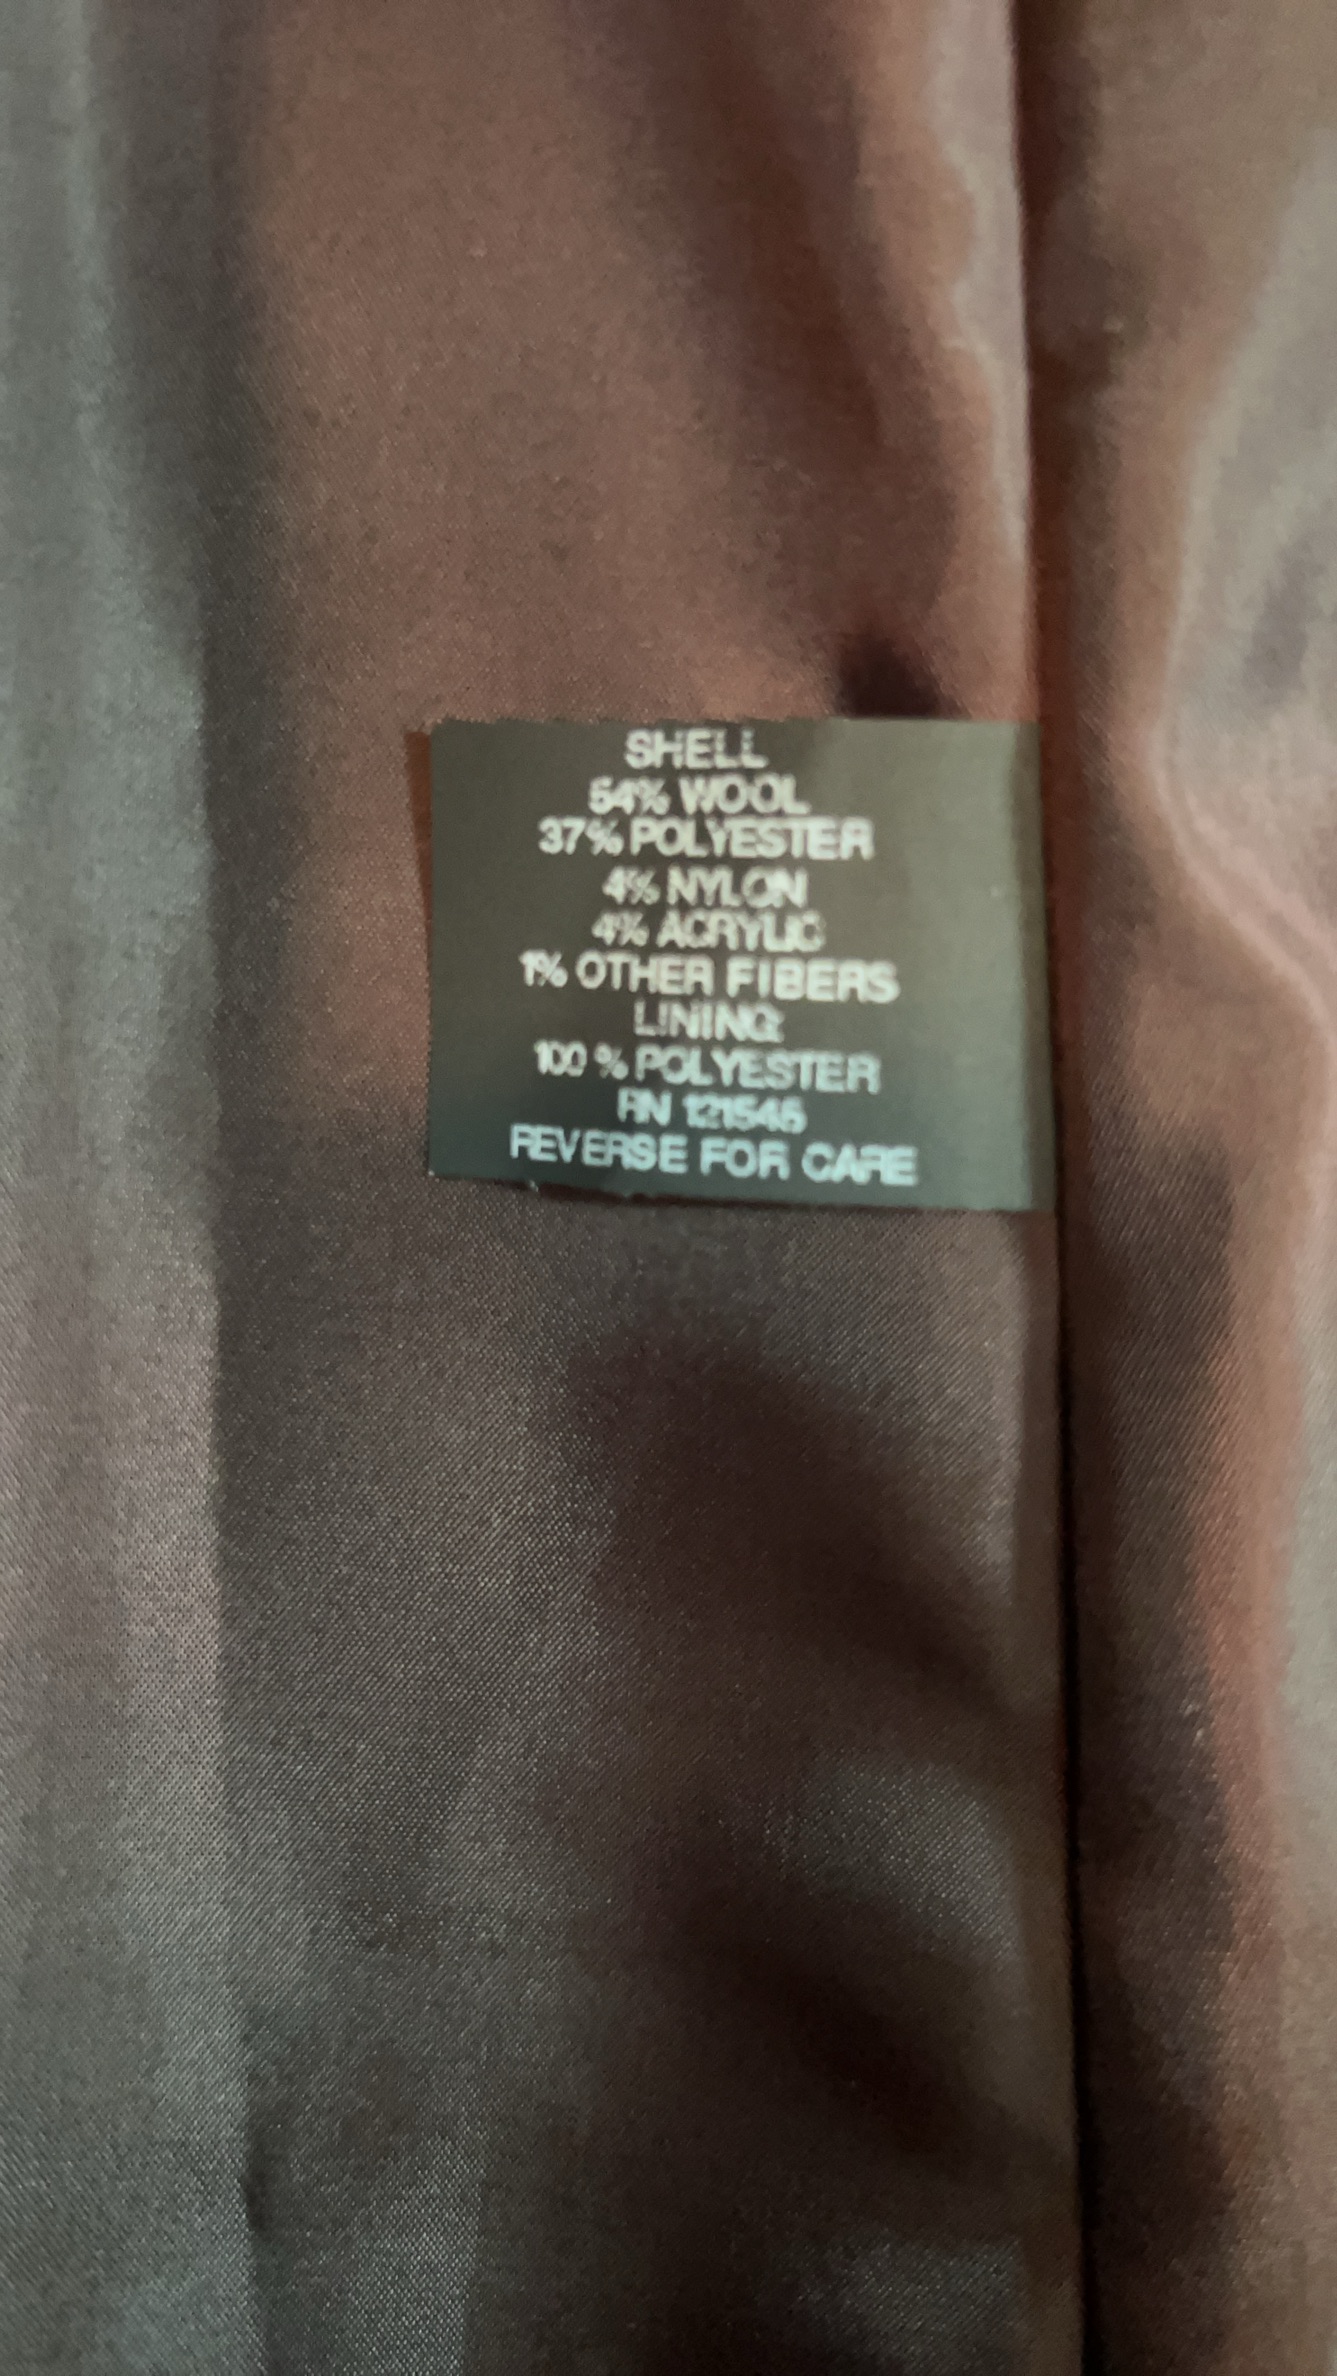 SHELL
54% WOOL
37% POLYESTER
4% NYLON
4% ACRYLIC
1% OTHER FIBERS
LINING:
100 % POLYESTER
RN
REVERSE FOR CARE